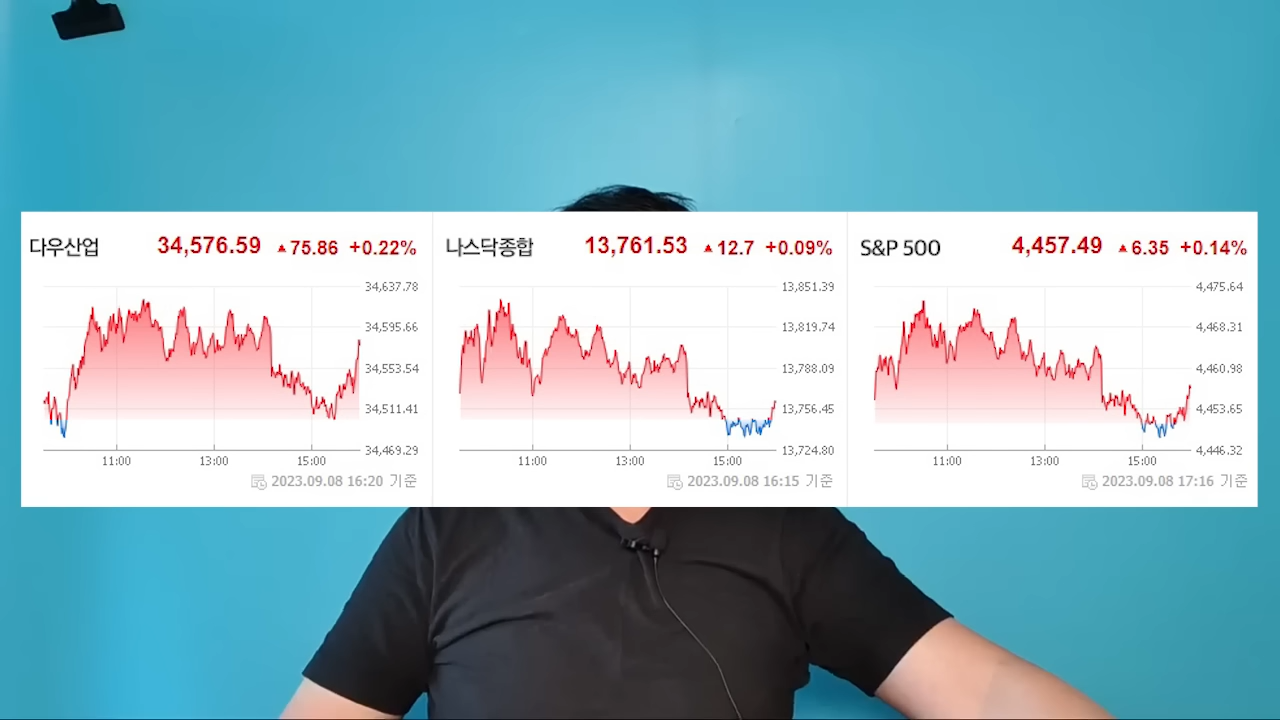 다우산업 34,576.59 ▲75.86 +0.22%
34,637.78
34,595.66
34,553.54
34,511.41
34,469.29
11:00 13:00 15:00
2023.09.08 16:20 기준
나스닥종합 13,761.53 ▲12.7 +0.09%
13,851.39
13,819.74
13,788.09
13,756.45
13,724.80
11:00 13:00 15:00
2023.09.08 16:15 기준
S&P 500 4,457.49 ▲6.35 +0.14%
4,475.64
4,468.31
4,460.98
4,453.65
4,446.32
11:00 13:00 15:00
2023.09.08 17:16 기준